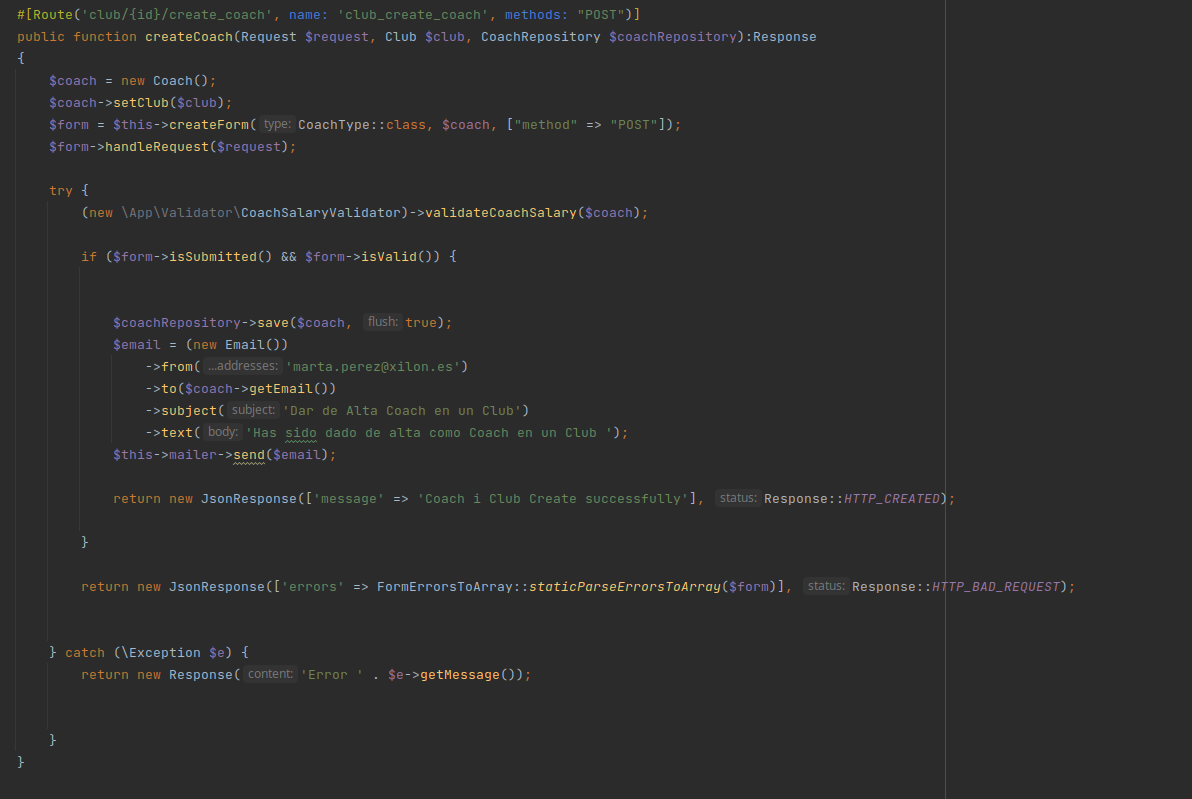 #[Route('club/{id}/create_coach', name: 'club_create_coach', methods: "POST")]
public function createCoach(Request $request, Club $club, CoachRepository $coachRepository):Response
{
    $coach = new Coach();
    $coach->setClub($club);
    $form = $this->createForm( type: CoachType::class, $coach, ["method" => "POST"]);
    $form->handleRequest($request);
    try {
        (new \App\Validator\CoachSalaryValidator)->validateCoachSalary($coach);
        if ($form->isSubmitted() && $form->isValid()) {
            $coachRepository->save($coach, flush: true);
            $email = (new Email())
                ->from( ...addresses: 'marta.perez@xilon.es')
                ->to($coach->getEmail())
                ->subject( subject: 'Dar de Alta Coach en un Club')
                ->text( body: 'Has sido dado de alta como Coach en un Club ');
            $this->mailer->send($email);
            return new JsonResponse(['message' => 'Coach i Club Create successfully'], status: Response::HTTP_CREATED);
        }
        return new JsonResponse(['errors' => FormErrorsToArray::staticParseErrorsToArray($form)], status: Response::HTTP_BAD_REQUEST);
    } catch (\Exception $e) {
        return new Response( content: 'Error ' . $e->getMessage());
    }
}